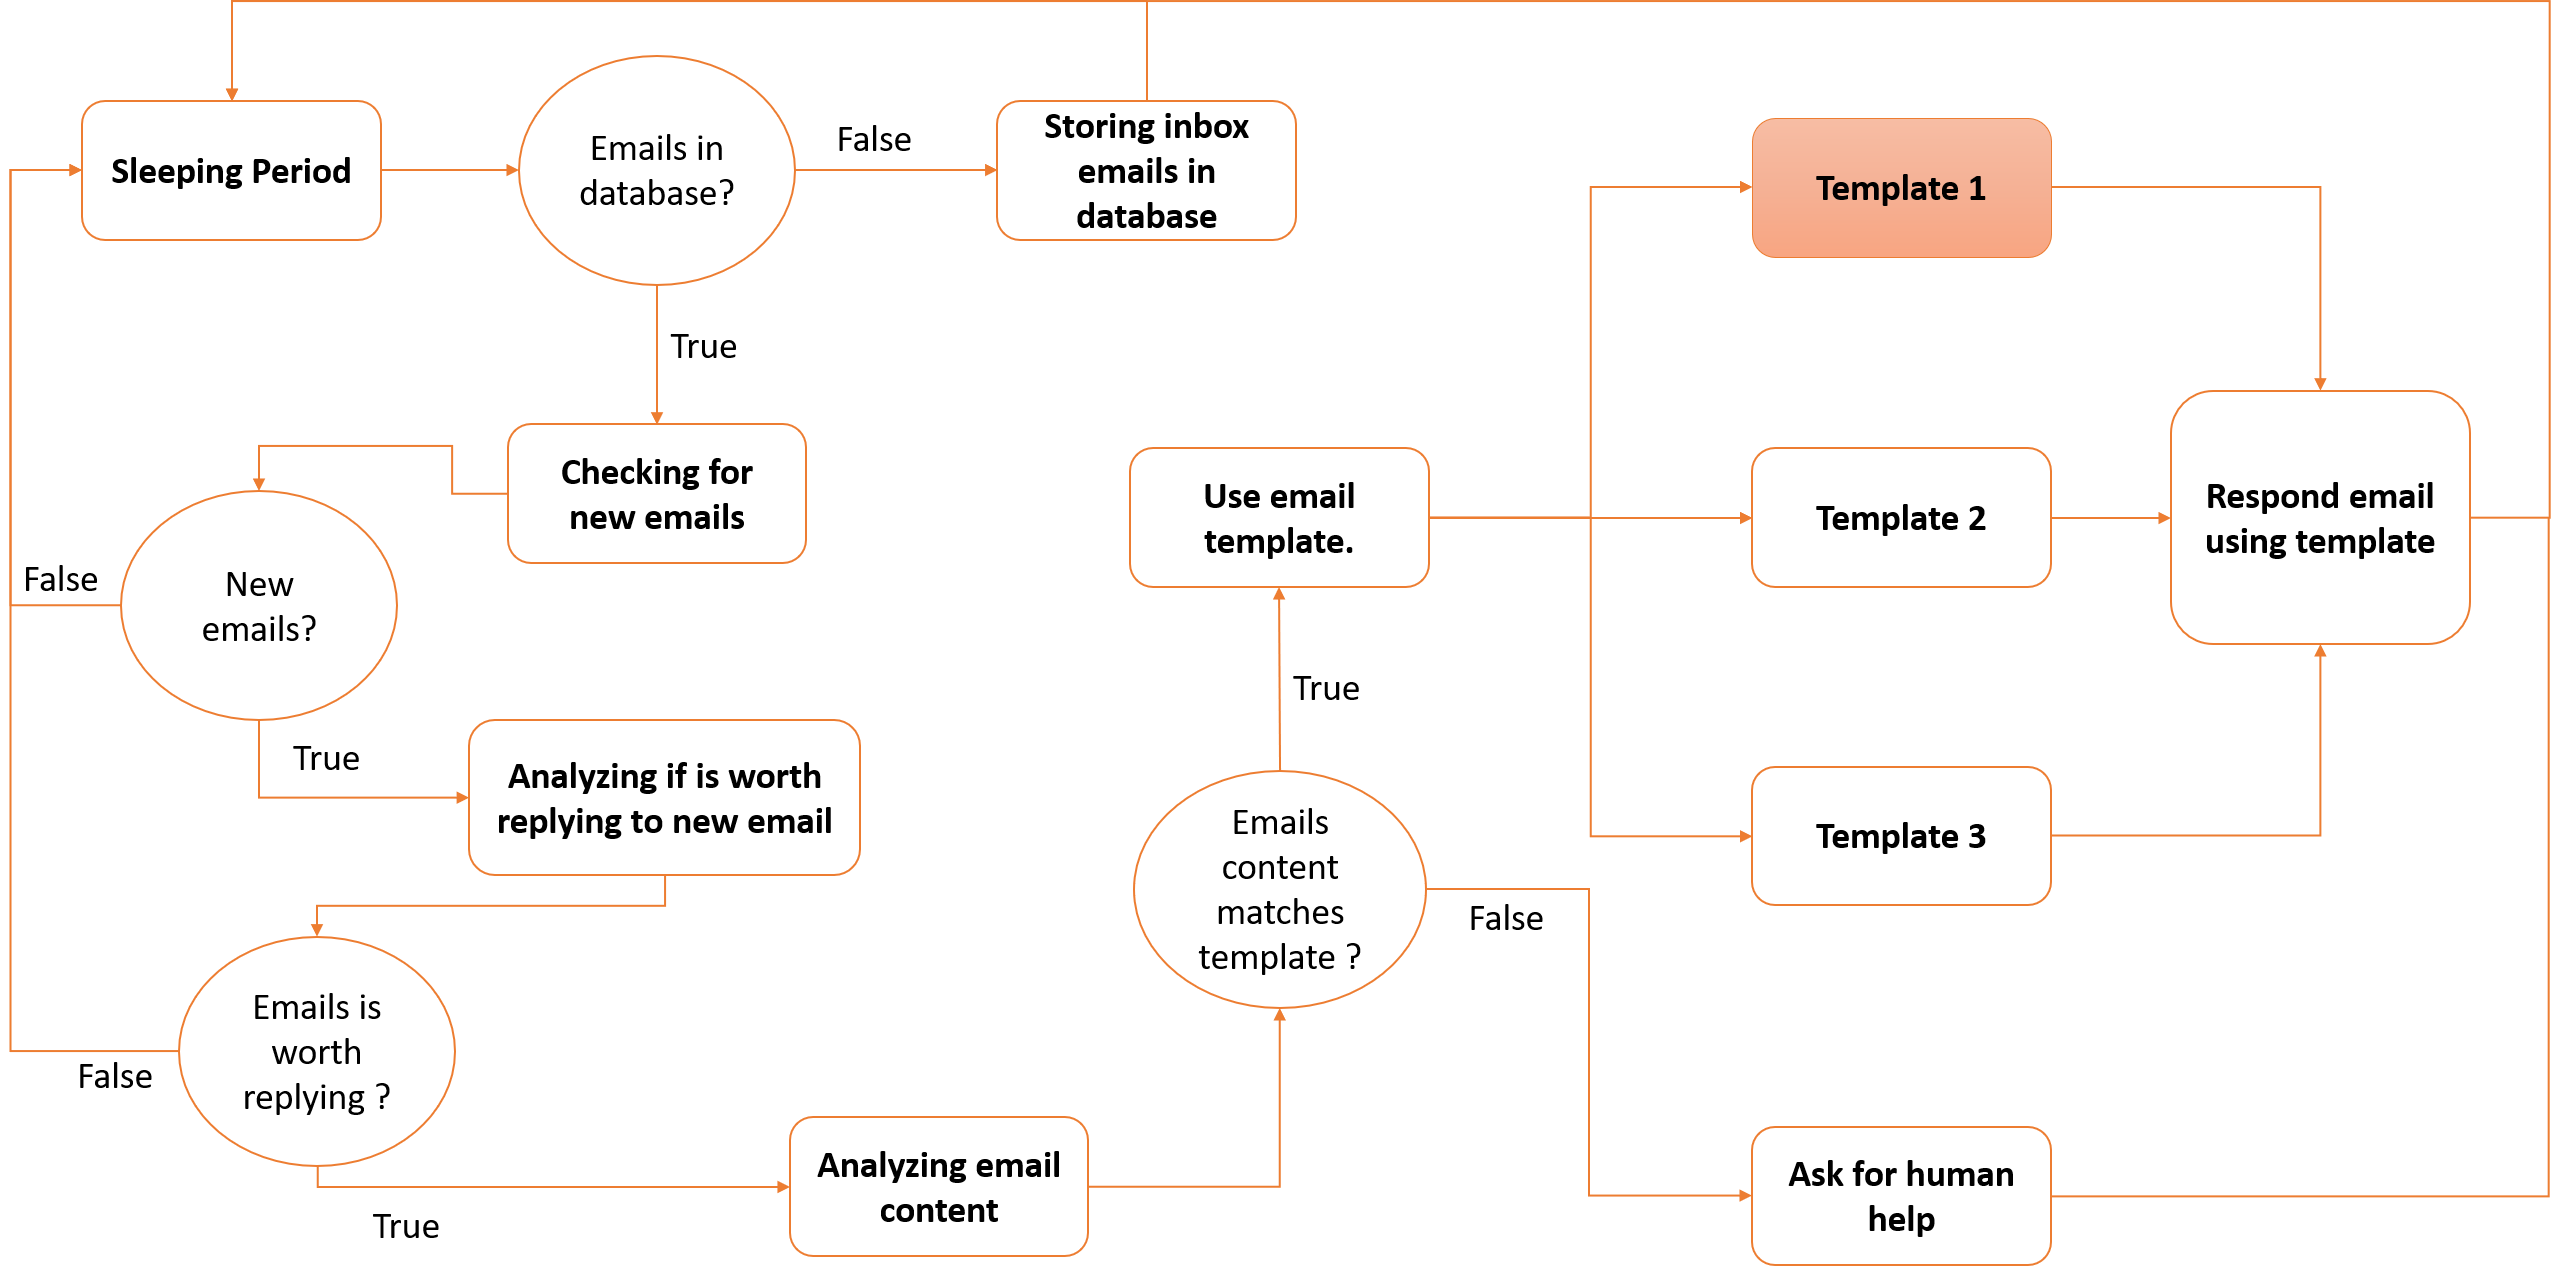 Sleeping Period
Emails in
database?
False
Storing inbox
emails in
database
True
Checking for
new emails
New
emails?
False
True
Analyzing if is worth
replying to new email
Emails is
worth
replying ?
False
True
Analyzing email
content
Emails
content
matches
template ?
True
False
Use email
template.
Template 1
Template 2
Template 3
Respond email
using template
Ask for human
help